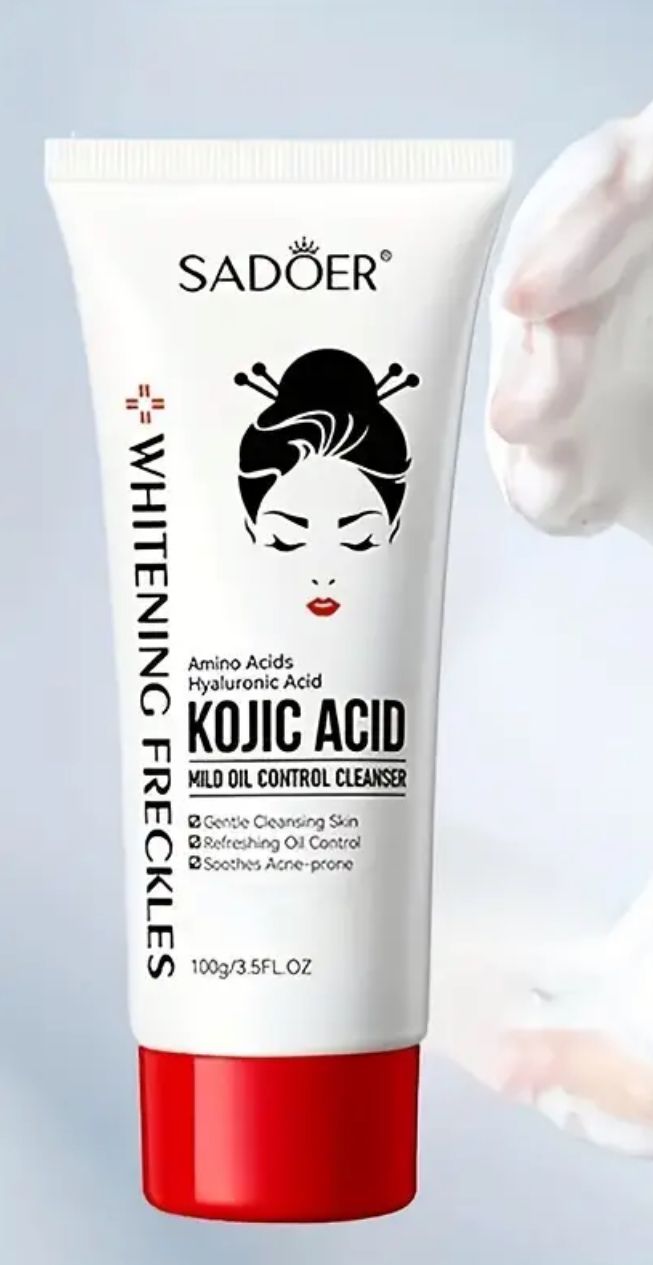 SADOER®
WHITENING FRECKLES
Amino Acids
Hyaluronic Acid
KOJIC ACID
MILD OIL CONTROL CLEANSER
Gentle Cleansing Skin
Refreshing Oil Control
Soothes Acne-prone
100g/3.5FL.OZ